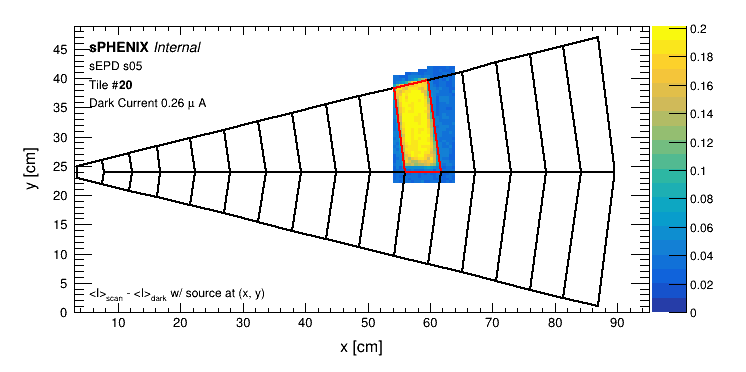 sPHENIX Internal
sEPD s05
Tile #20
Dark Current 0.26 μ A
<I>scan - <I>dark w/ source at (x, y)
y [cm]
45
40
35
30
25
20
15
10
5
0
10 20 30 40 50 60 70 80 90
x [cm]
0.2
0.18
0.16
0.14
0.12
0.1
0.08
0.06
0.04
0.02
0